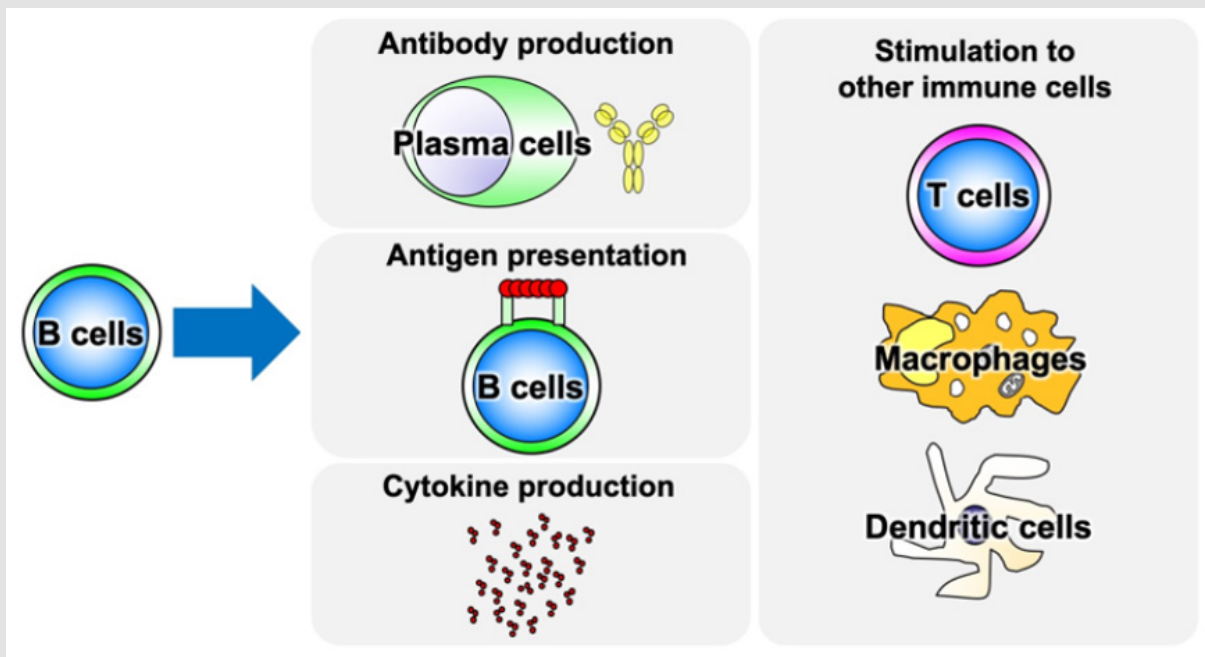 B cells
Antibody production
Plasma cells
Antigen presentation
B cells
Cytokine production
Stimulation to
other immune cells
T cells
Macrophages
Dendritic cells